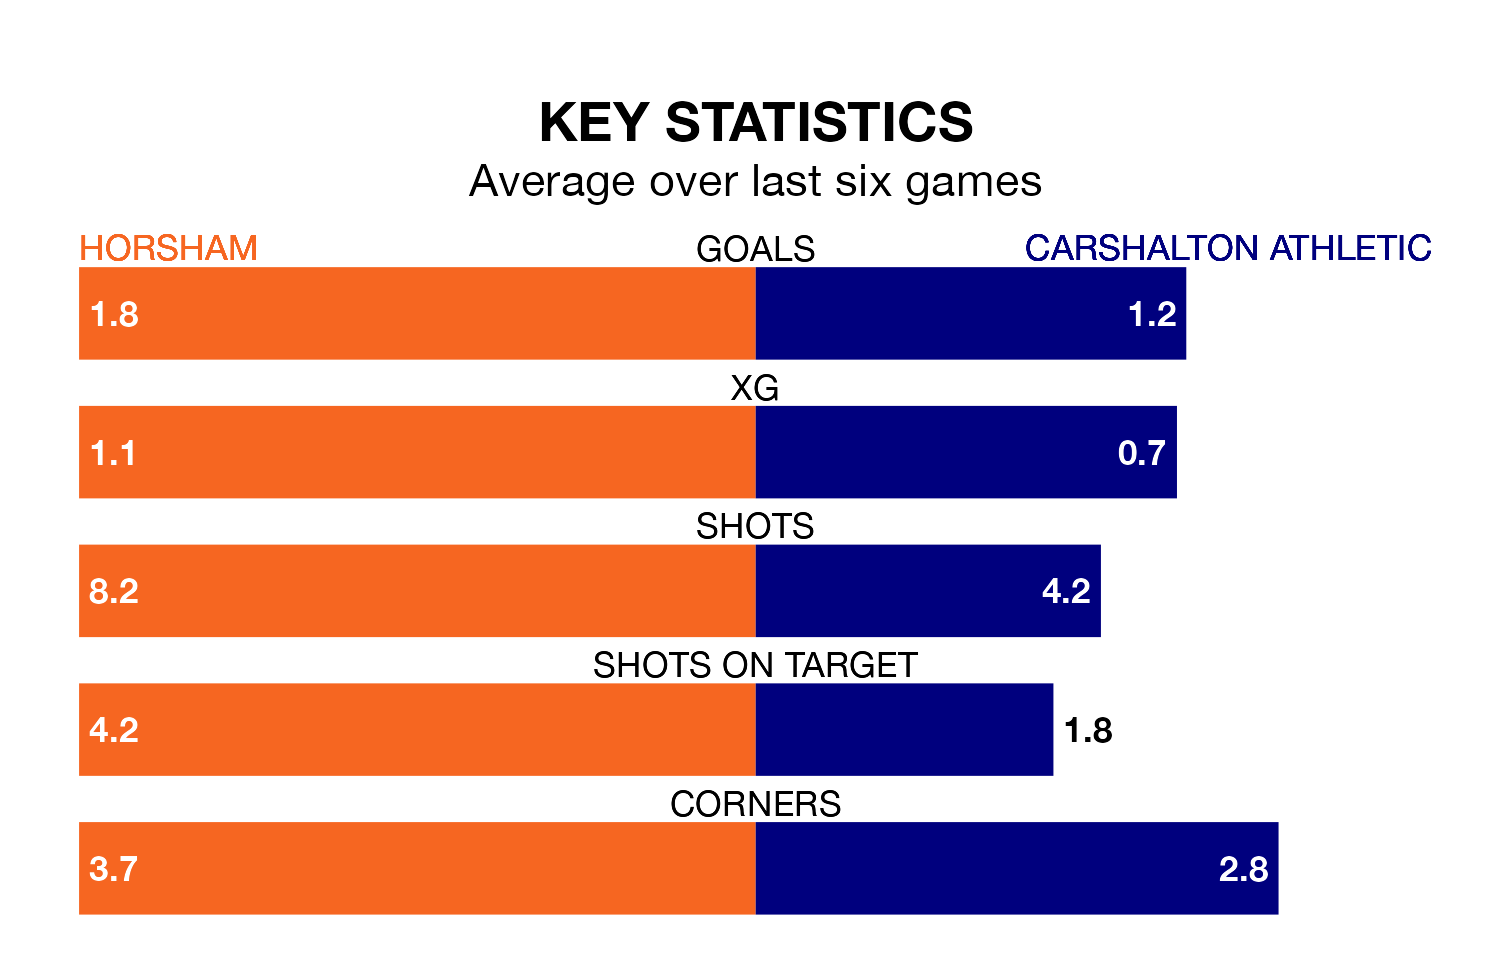 KEY STATISTICS
Average over last six games
HORSHAM GOALS CARSHALTON ATHLETIC
1.8 1.2
XG
1.1 0.7
SHOTS
8.2 4.2
SHOTS ON TARGET
4.2 1.8
CORNERS
3.7 2.8